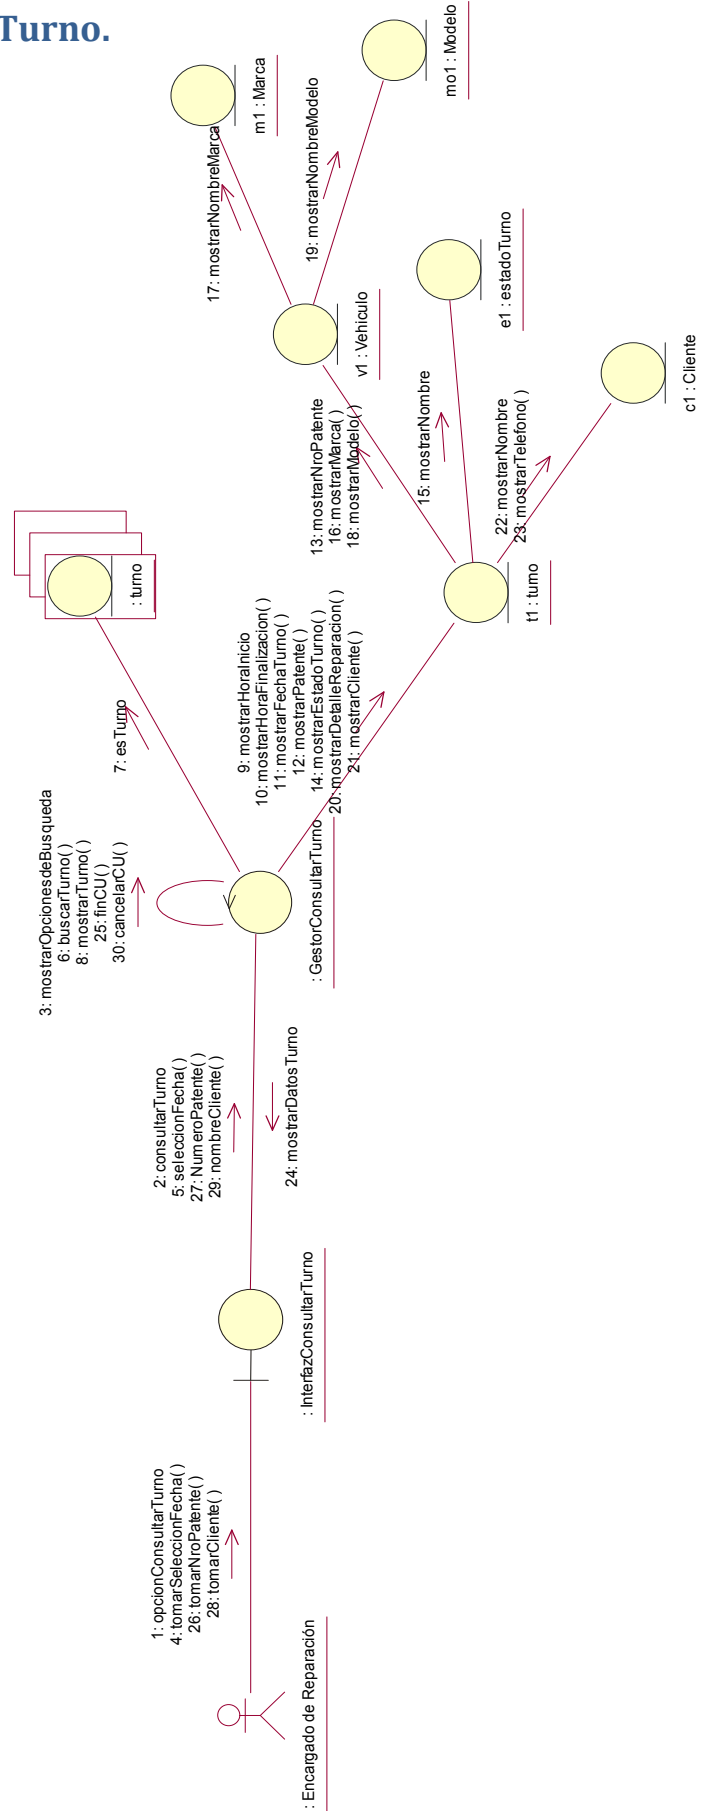 Turno.
1: opcionConsultarTurno
4: tomarSeleccionFecha( )
26: tomarNroPatente( )
28: tomarCliente( )
: Encargado de Reparación
: InterfazConsultarTurno
2: consultarTurno
5: seleccionFecha( )
27: NumeroPatente( )
29: nombreCliente( )
24: mostrarDatosTurno
3: mostrarOpcionesdeBusqueda
6: buscarTurno( )
8: mostrarTurno( )
25: finCU( )
30: cancelarCU( )
: GestorConsultarTurno
7: esTurno
: turno
9: mostrarHoraInicio
10: mostrarHoraFinalizacion( )
11: mostrarFechaTurno( )
12: mostrarPatente( )
14: mostrarEstadoTurno( )
20: mostrarDetalleReparacion( )
21: mostrarCliente( )
t1 : turno
13: mostrarNroPatente
16: mostrarMarca( )
18: mostrarModelo( )
15: mostrarNombre
22: mostrarNombre
23: mostrarTelefono( )
v1 : Vehiculo
e1 : estadoTurno
c1 : Cliente
17: mostrarNombreMarca
19: mostrarNombreModelo
m1 : Marca
mo1 : Modelo